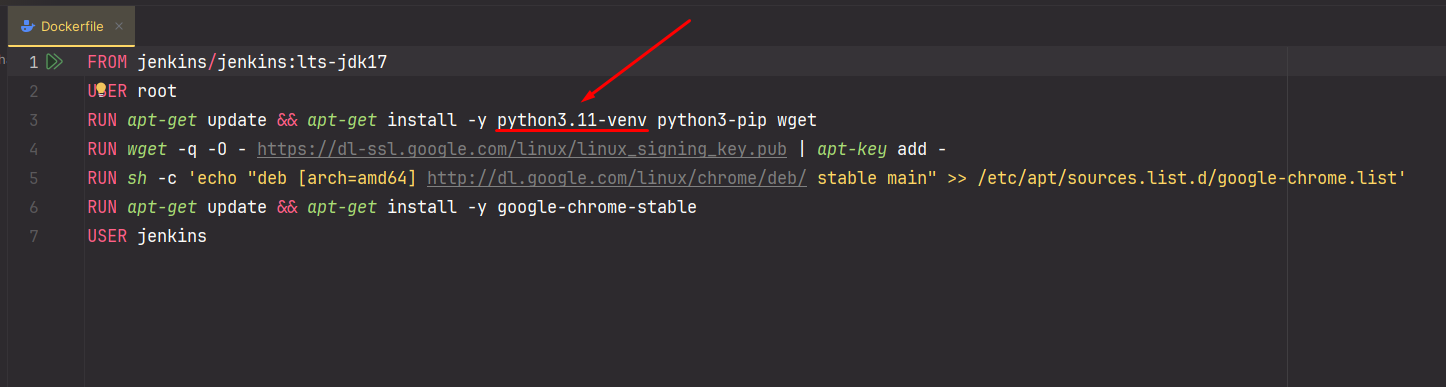 Dockerfile ×
1 FROM jenkins/jenkins:lts-jdk17
2 USER root
3 RUN apt-get update && apt-get install -y python3.11-venv python3-pip wget
4 RUN wget -q -O - https://dl-ssl.google.com/linux/linux_signing_key.pub | apt-key add -
5 RUN sh -c 'echo "deb [arch=amd64] http://dl.google.com/linux/chrome/deb/ stable main" >> /etc/apt/sources.list.d/google-chrome.list'
6 RUN apt-get update && apt-get install -y google-chrome-stable
7 USER jenkins